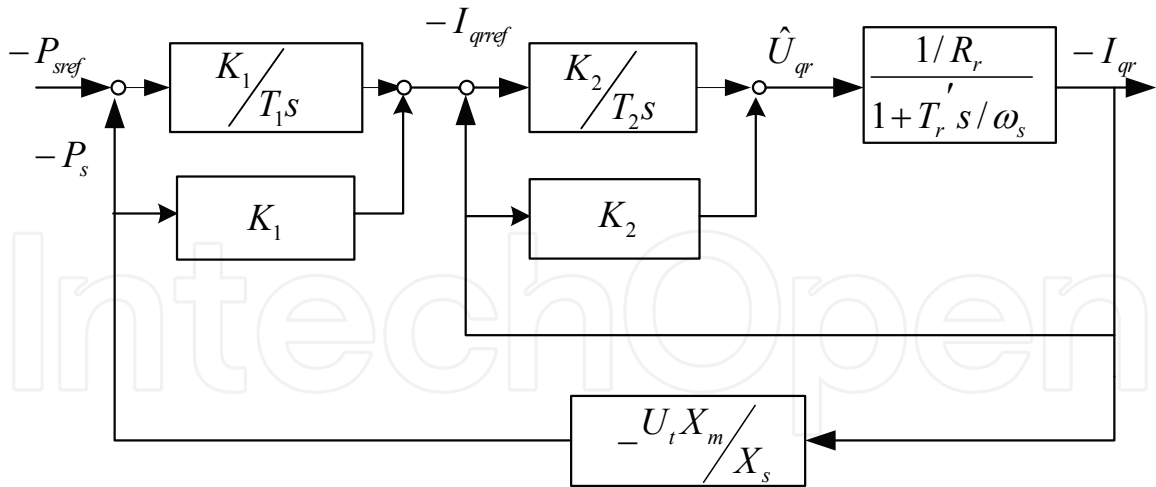 −P_sref
K_1/T_1 s
−I_qrref
K_2/T_2 s
Û_qr
1/R_r
1+T_r' s/ω_s
−I_qr
−P_s
K_1
K_2
−U_t X_m/X_s
IntechOpen